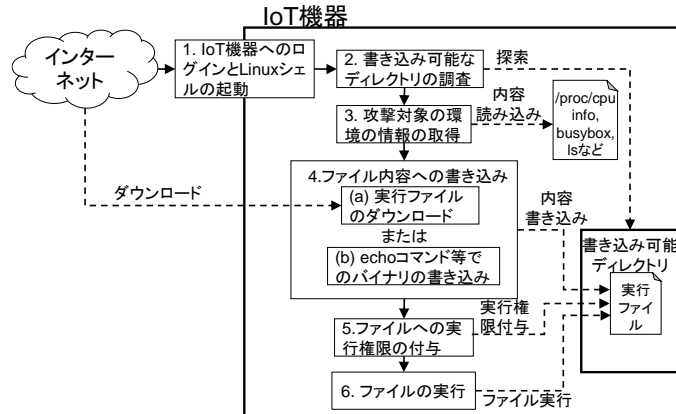 IoT機器
インター
ネット
1. IoT機器へのロ
グインとLinuxシェ
ルの起動
2. 書き込み可能な
ディレクトリの調査
探索
3. 攻撃対象の環
境の情報の取得
内容
読み込み
/proc/cpu
info,
busybox,
lsなど
4.ファイル内容への書き込み
(a) 実行ファイル
のダウンロード
または
(b) echoコマンド等で
のバイナリの書き込み
ダウンロード
内容
書き込み
書き込み可能
ディレクトリ
実行
ファイ
ル
5.ファイルへの実
行権限の付与
実行権
限付与
6. ファイルの実行
ファイル実行